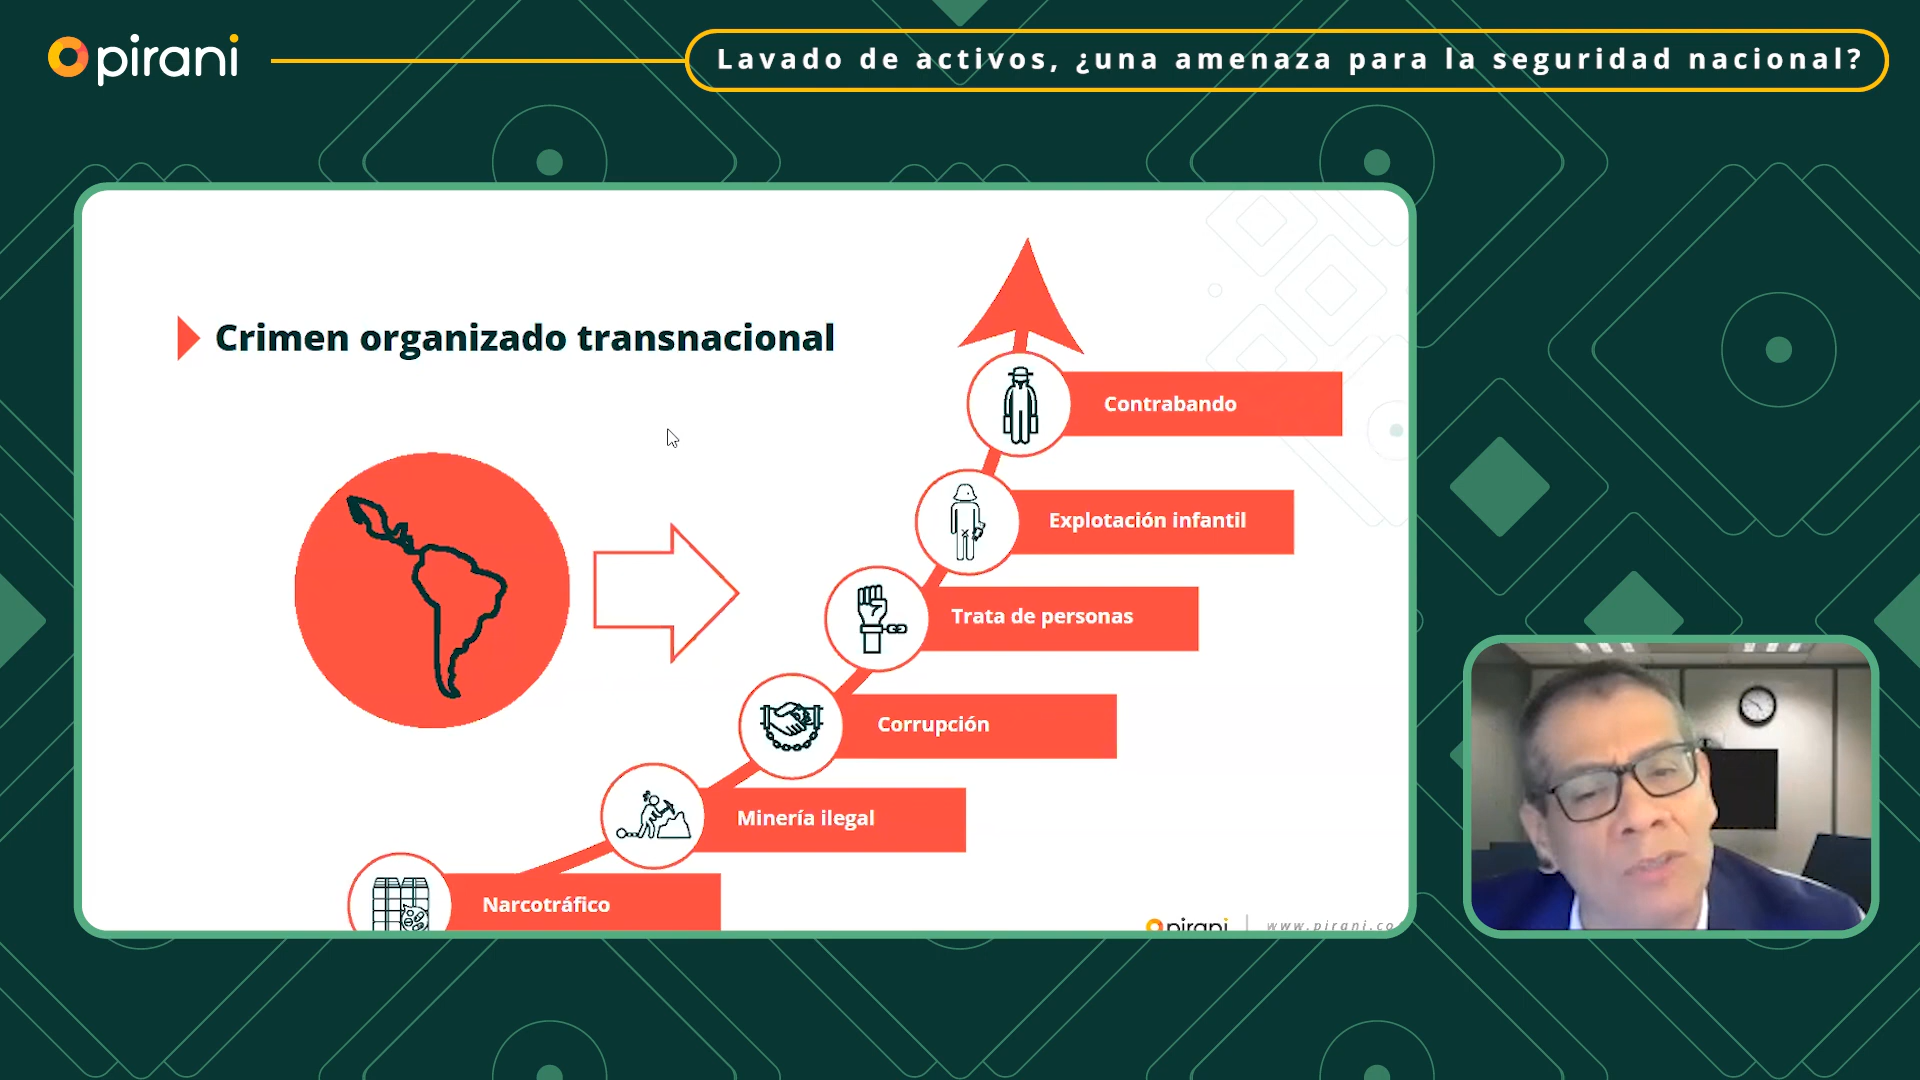 pirani
Lavado de activos, ¿una amenaza para la seguridad nacional?
Crimen organizado transnacional
Contrabando
Explotación infantil
Trata de personas
Corrupción
Minería ilegal
Narcotráfico
pirani | www.pirani.co